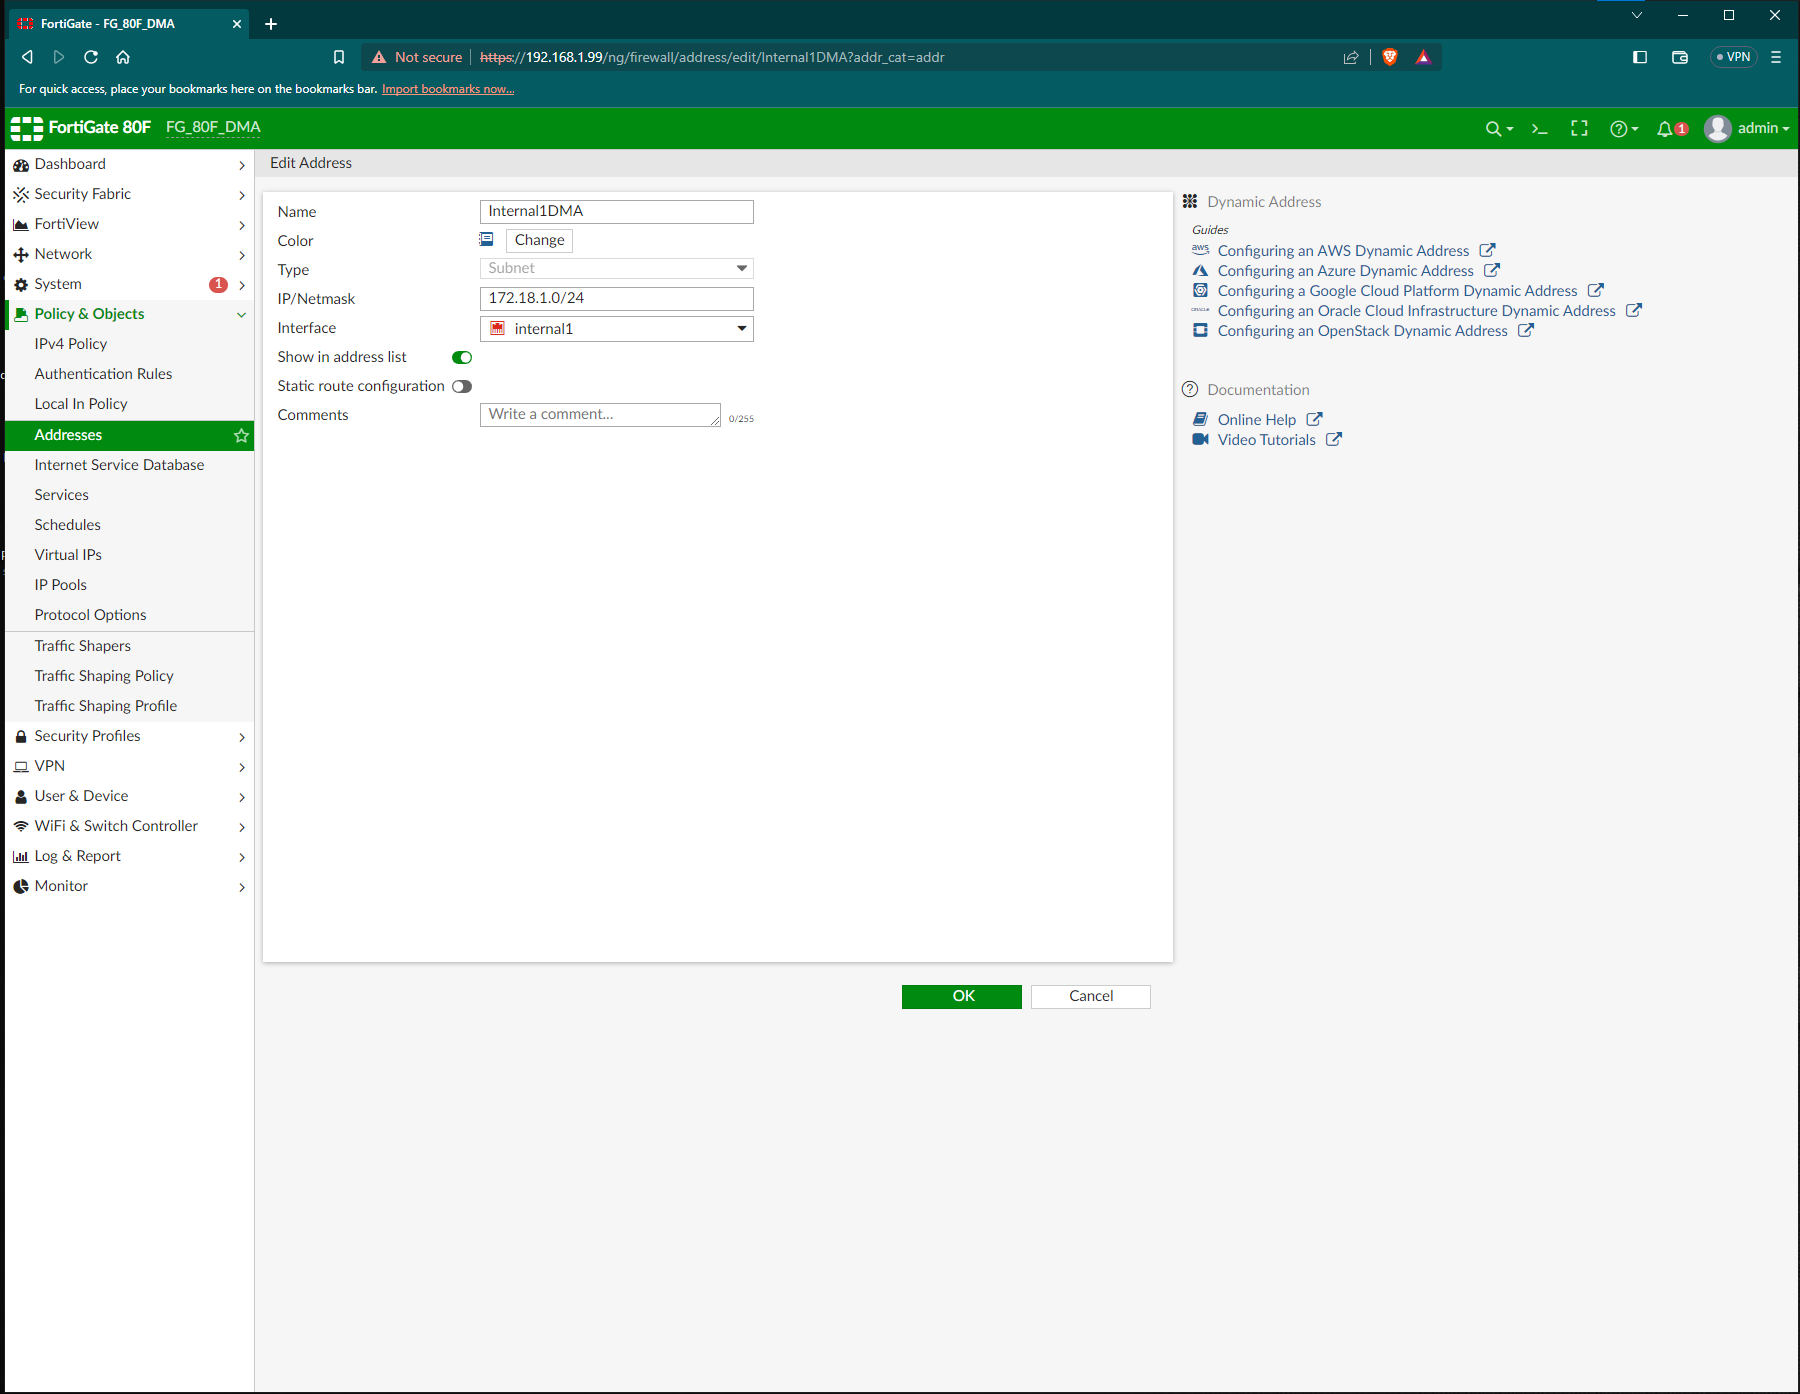 FortiGate - FG_80F_DMA
Not secure https://192.168.1.99/ng/firewall/address/edit/Internal1DMA?addr_cat=addr
VPN
For quick access, place your bookmarks here on the bookmarks bar. Import bookmarks now...
FortiGate 80F FG_80F_DMA
1 admin
Dashboard
Security Fabric
FortiView
Network
System 1
Policy & Objects
IPv4 Policy
Authentication Rules
Local In Policy
Addresses
Internet Service Database
Services
Schedules
Virtual IPs
IP Pools
Protocol Options
Traffic Shapers
Traffic Shaping Policy
Traffic Shaping Profile
Security Profiles
VPN
User & Device
WiFi & Switch Controller
Log & Report
Monitor
Edit Address
Name Internal1DMA
Color Change
Type Subnet
IP/Netmask 172.18.1.0/24
Interface internal1
Show in address list
Static route configuration
Comments Write a comment... 0/255
OK Cancel
Dynamic Address
Guides
aws Configuring an AWS Dynamic Address
Configuring an Azure Dynamic Address
Configuring a Google Cloud Platform Dynamic Address
ORACLE Configuring an Oracle Cloud Infrastructure Dynamic Address
Configuring an OpenStack Dynamic Address
Documentation
Online Help
Video Tutorials